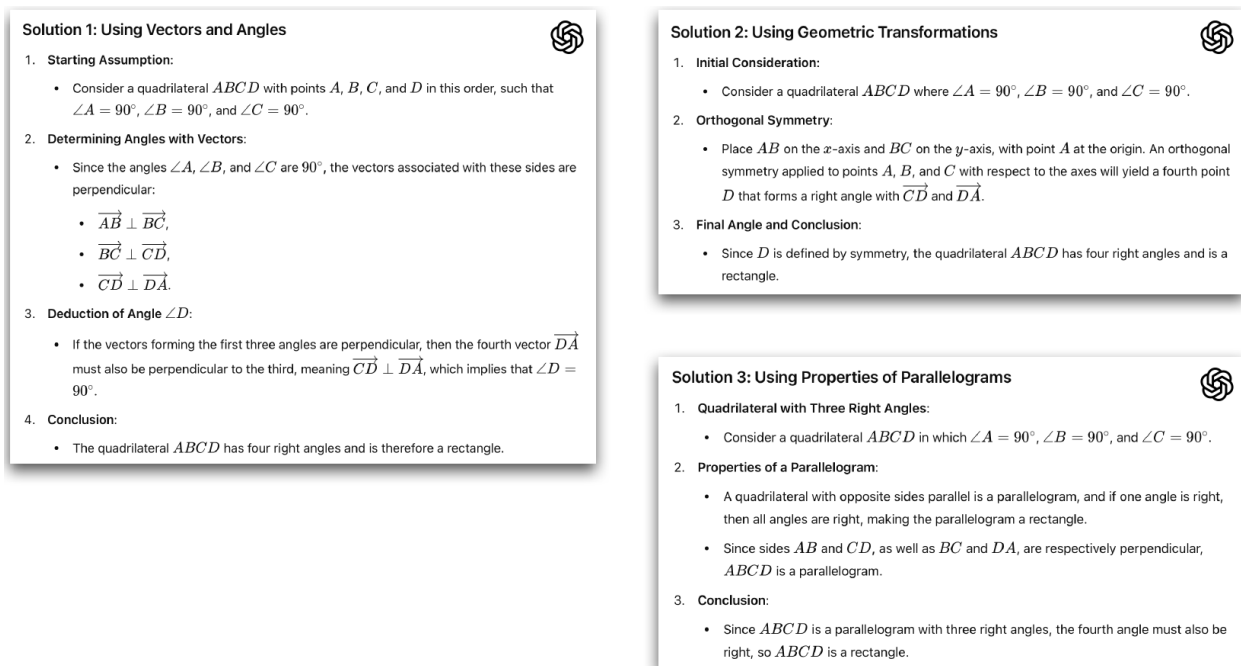 Solution 1: Using Vectors and Angles
1. Starting Assumption:
• Consider a quadrilateral ABCD with points A, B, C, and D in this order, such that
∠A = 90°, ∠B = 90°, and ∠C = 90°.
2. Determining Angles with Vectors:
• Since the angles ∠A, ∠B, and ∠C are 90°, the vectors associated with these sides are
perpendicular:
• \overrightarrow{AB} ⊥ \overrightarrow{BC},
• \overrightarrow{BC} ⊥ \overrightarrow{CD},
• \overrightarrow{CD} ⊥ \overrightarrow{DA}.
3. Deduction of Angle ∠D:
• If the vectors forming the first three angles are perpendicular, then the fourth vector \overrightarrow{DA}
must also be perpendicular to the third, meaning \overrightarrow{CD} ⊥ \overrightarrow{DA}, which implies that ∠D =
90°.
4. Conclusion:
• The quadrilateral ABCD has four right angles and is therefore a rectangle.
Solution 2: Using Geometric Transformations
1. Initial Consideration:
• Consider a quadrilateral ABCD where ∠A = 90°, ∠B = 90°, and ∠C = 90°.
2. Orthogonal Symmetry:
• Place AB on the x-axis and BC on the y-axis, with point A at the origin. An orthogonal
symmetry applied to points A, B, and C with respect to the axes will yield a fourth point
D that forms a right angle with \overrightarrow{CD} and \overrightarrow{DA}.
3. Final Angle and Conclusion:
• Since D is defined by symmetry, the quadrilateral ABCD has four right angles and is a
rectangle.
Solution 3: Using Properties of Parallelograms
1. Quadrilateral with Three Right Angles:
• Consider a quadrilateral ABCD in which ∠A = 90°, ∠B = 90°, and ∠C = 90°.
2. Properties of a Parallelogram:
• A quadrilateral with opposite sides parallel is a parallelogram, and if one angle is right,
then all angles are right, making the parallelogram a rectangle.
• Since sides AB and CD, as well as BC and DA, are respectively perpendicular,
ABCD is a parallelogram.
3. Conclusion:
• Since ABCD is a parallelogram with three right angles, the fourth angle must also be
right, so ABCD is a rectangle.